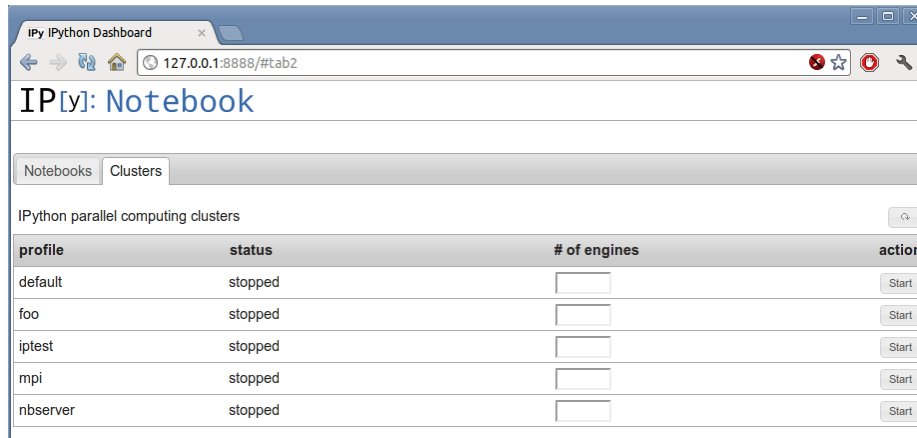 IPy IPython Dashboard
127.0.0.1:8888/#tab2
IP[y]: Notebook
Notebooks Clusters
IPython parallel computing clusters
profile status # of engines action
default stopped Start
foo stopped Start
iptest stopped Start
mpi stopped Start
nbserver stopped Start